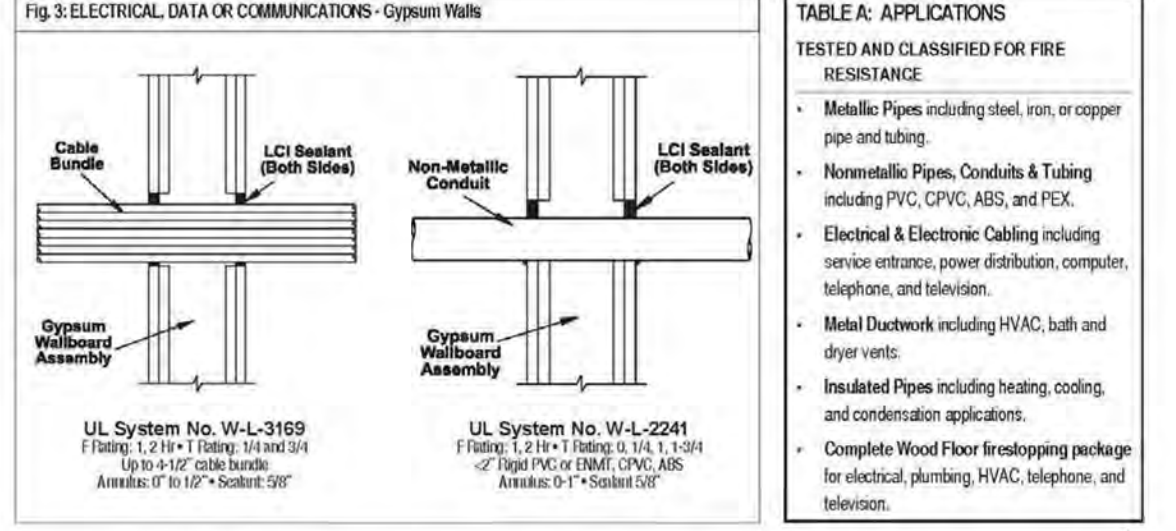 Fig. 3: ELECTRICAL, DATA OR COMMUNICATIONS - Gypsum Walls
Cable
Bundle
LCI Sealant
(Both Sides)
Gypsum
Wallboard
Assembly
UL System No. W-L-3169
F Rating: 1, 2 Hr • T Rating: 1/4 and 3/4
Up to 4-1/2" cable bundle
Annulus: 0" to 1/2" • Sealant: 5/8"
Non-Metallic
Conduit
LCI Sealant
(Both Sides)
Gypsum
Wallboard
Assembly
UL System No. W-L-2241
F Rating: 1, 2 Hr • T Rating: 0, 1/4, 1, 1-3/4
<2" Rigid PVC or ENMT, CPVC, ABS
Annulus: 0-1" • Sealant 5/8"
TABLE A: APPLICATIONS
TESTED AND CLASSIFIED FOR FIRE
RESISTANCE
• Metallic Pipes including steel, iron, or copper
pipe and tubing.
• Nonmetallic Pipes, Conduits & Tubing
including PVC, CPVC, ABS, and PEX.
• Electrical & Electronic Cabling including
service entrance, power distribution, computer,
telephone, and television.
• Metal Ductwork including HVAC, bath and
dryer vents.
• Insulated Pipes including heating, cooling,
and condensation applications.
• Complete Wood Floor firestopping package
for electrical, plumbing, HVAC, telephone, and
television.